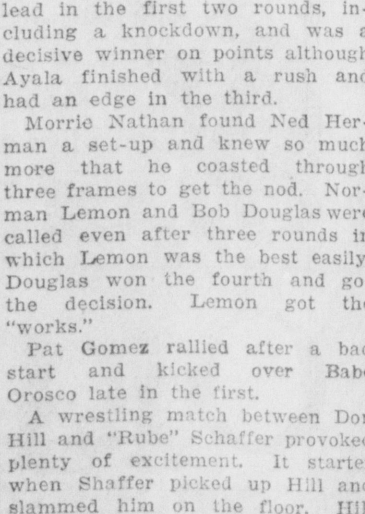 lead in the first two rounds, in-
cluding a knockdown, and was a
decisive winner on points although
Ayala finished with a rush and
had an edge in the third.
Morrie Nathan found Ned Her-
man a set-up and knew so much
more that he coasted through
three frames to get the nod. Nor-
man Lemon and Bob Douglas were
called even after three rounds in
which Lemon was the best easily.
Douglas won the fourth and got
the decision. Lemon got the
"works."
Pat Gomez rallied after a bad
start and kicked over Babe
Orosco late in the first.
A wrestling match between Don
Hill and "Rube" Schaffer provoked
plenty of excitement. It started
when Shaffer picked up Hill and
slammed him on the floor. Hill